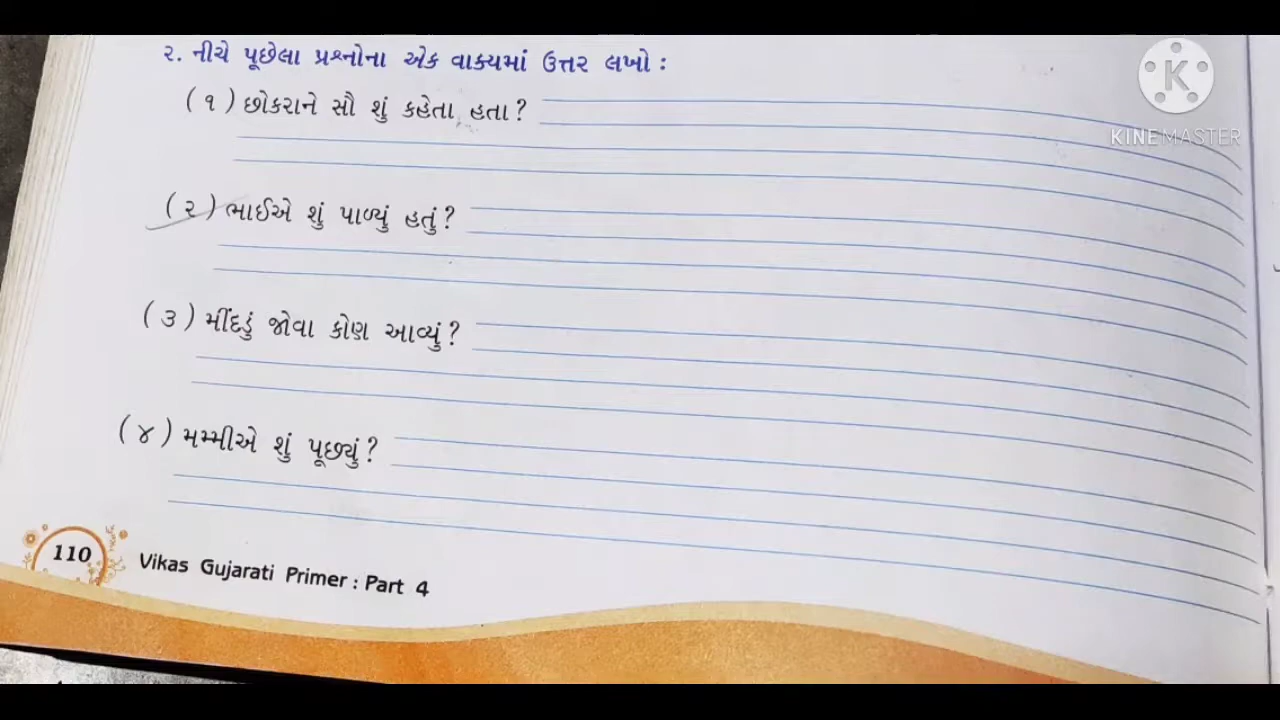 ૨. નીચે પૂછેલા પ્રશ્નોના એક વાક્યમાં ઉત્તર લખો :
(૧) છોકરાને સૌ શું કહેતા હતા?
KINEMASTER
(૨) ભાઈએ શું પાળ્યું હતું?
(૩) મીંદડું જોવા કોણ આવ્યું?
(૪) મમ્મીએ શું પૂછ્યું?
110
Vikas Gujarati Primer : Part 4